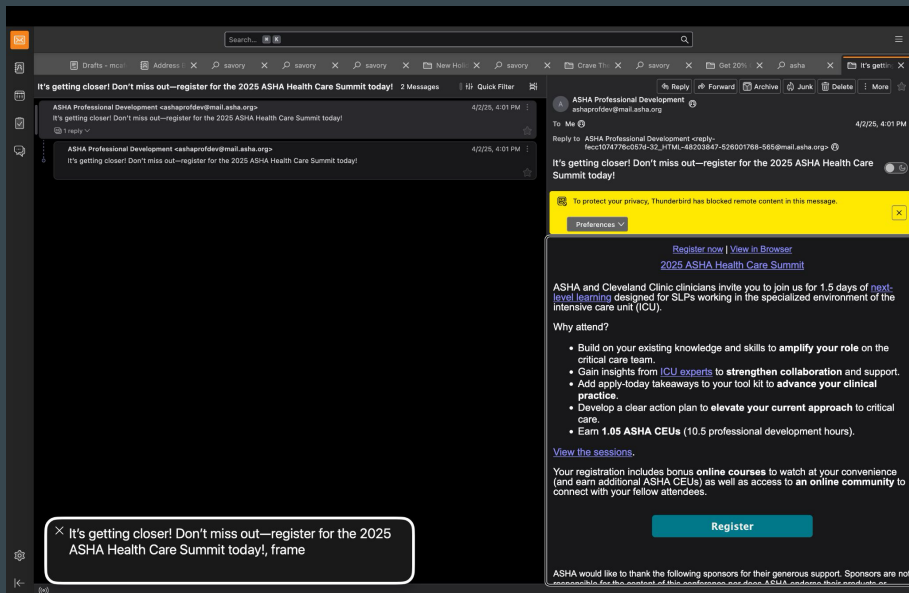 Search... ⌘ K
Drafts - mca
Address B
savory
savory
savory
New Holid
savory
Crave The
savory
Get 20%
asha
It's getting
It's getting closer! Don't miss out—register for the 2025 ASHA Health Care Summit today! 2 Messages Quick Filter
ASHA Professional Development <ashaprofdev@mail.asha.org> 4/2/25, 4:01 PM
It's getting closer! Don't miss out—register for the 2025 ASHA Health Care Summit today!
1 reply
ASHA Professional Development <ashaprofdev@mail.asha.org> 4/2/25, 4:01 PM
It's getting closer! Don't miss out—register for the 2025 ASHA Health Care Summit today!
Reply Forward Archive Junk Delete More
A
ASHA Professional Development
ashaprofdev@mail.asha.org
To Me 4/2/25, 4:01 PM
Reply to ASHA Professional Development <reply-
fecc1074776c057d-32_HTML-48203847-526001768-565@mail.asha.org>
It's getting closer! Don't miss out—register for the 2025 ASHA Health Care
Summit today!
To protect your privacy, Thunderbird has blocked remote content in this message.
Preferences
Register now | View in Browser
2025 ASHA Health Care Summit
ASHA and Cleveland Clinic clinicians invite you to join us for 1.5 days of next-
level learning designed for SLPs working in the specialized environment of the
intensive care unit (ICU).
Why attend?
• Build on your existing knowledge and skills to amplify your role on the
critical care team.
• Gain insights from ICU experts to strengthen collaboration and support.
• Add apply-today takeaways to your tool kit to advance your clinical
practice.
• Develop a clear action plan to elevate your current approach to critical
care.
• Earn 1.05 ASHA CEUs (10.5 professional development hours).
View the sessions.
Your registration includes bonus online courses to watch at your convenience
(and earn additional ASHA CEUs) as well as access to an online community to
connect with your fellow attendees.
Register
ASHA would like to thank the following sponsors for their generous support. Sponsors are not
responsible for the content of this conference nor does ASHA endorse their products or
It's getting closer! Don't miss out—register for the 2025
ASHA Health Care Summit today!, frame